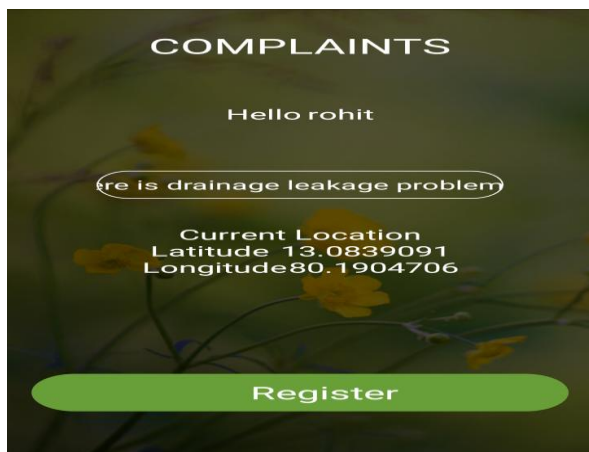 COMPLAINTS
Hello rohit
ere is drainage leakage problem
Current Location
Latitude 13.0839091
Longitude80.1904706
Register